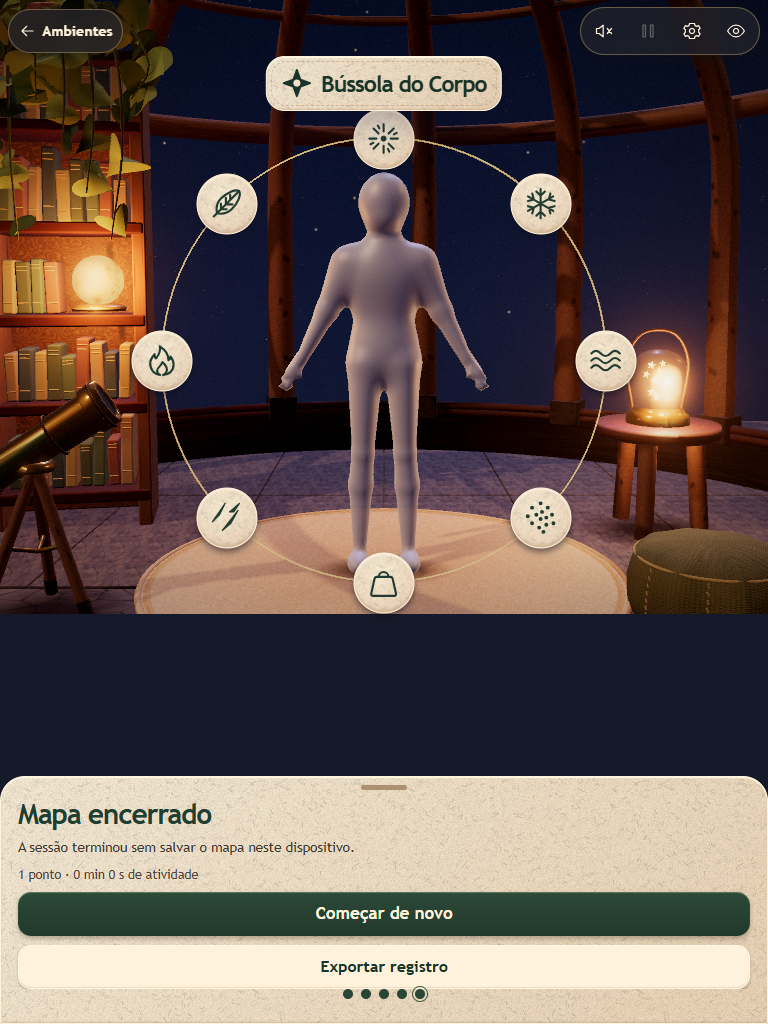 Ambientes
Bússola do Corpo
Mapa encerrado
A sessão terminou sem salvar o mapa neste dispositivo.
1 ponto · 0 min 0 s de atividade
Começar de novo
Exportar registro